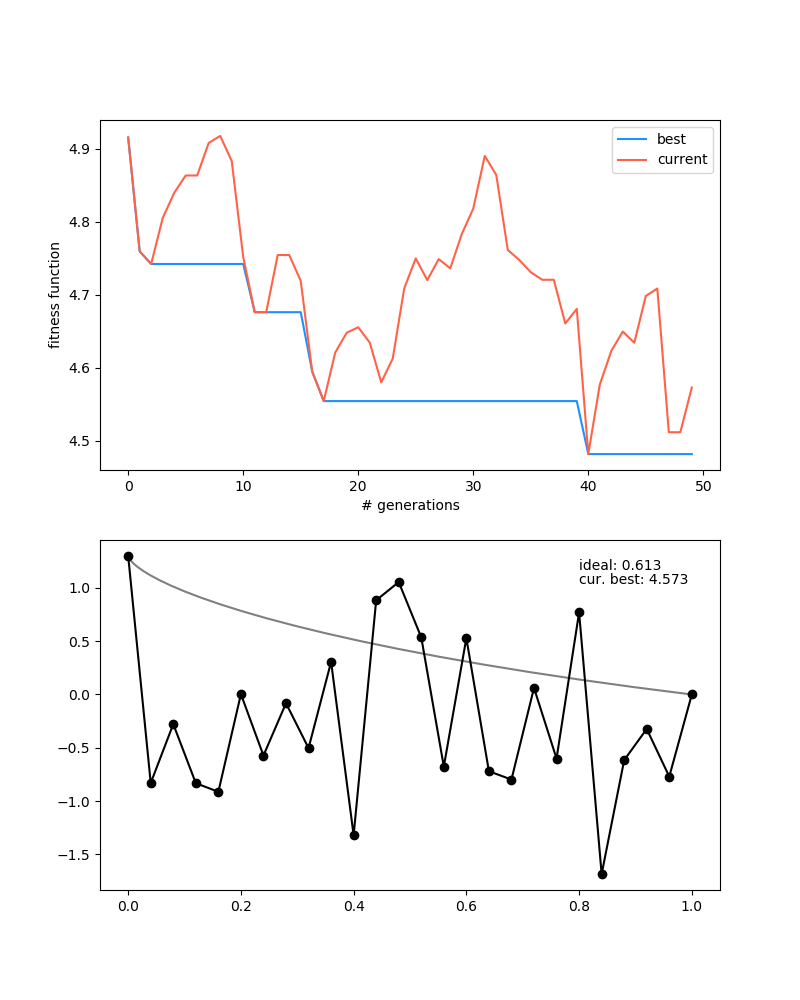 best
current
fitness function
4.9
4.8
4.7
4.6
4.5
0 10 20 30 40 50
# generations
ideal: 0.613
cur. best: 4.573
1.0
0.5
0.0
−0.5
−1.0
−1.5
0.0 0.2 0.4 0.6 0.8 1.0